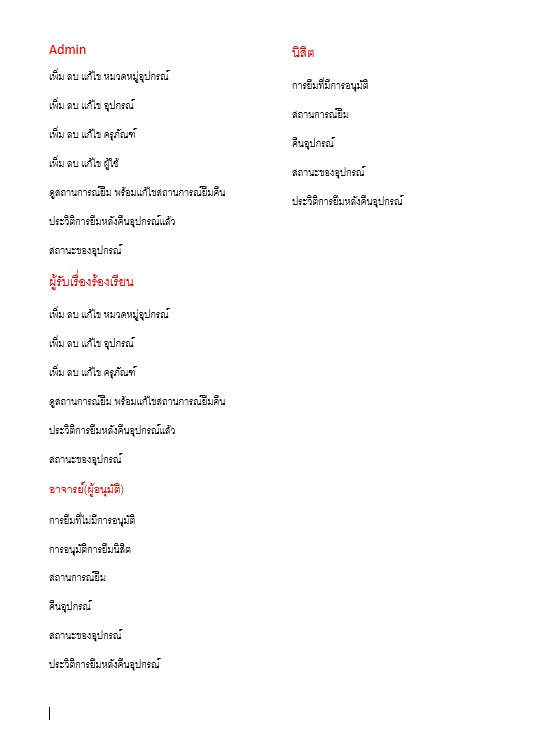 Admin
เพิ่ม ลบ แก้ไข หมวดหมู่อุปกรณ์
เพิ่ม ลบ แก้ไข อุปกรณ์
เพิ่ม ลบ แก้ไข ครุภัณฑ์
เพิ่ม ลบ แก้ไข ผู้ใช้
ดูสถานการณ์ยืม พร้อมแก้ไขสถานการณ์ยืมคืน
ประวิติการยืมหลังคืนอุปกรณ์แล้ว
สถานะของอุปกรณ์
ผู้รับเรื่องร้องเรียน
เพิ่ม ลบ แก้ไข หมวดหมู่อุปกรณ์
เพิ่ม ลบ แก้ไข อุปกรณ์
เพิ่ม ลบ แก้ไข ครุภัณฑ์
ดูสถานการณ์ยืม พร้อมแก้ไขสถานการณ์ยืมคืน
ประวิติการยืมหลังคืนอุปกรณ์แล้ว
สถานะของอุปกรณ์
อาจารย์(ผู้อนุมัติ)
การยืมที่ไม่มีการอนุมัติ
การอนุมัติการยืมนิสิต
สถานการณ์ยืม
คืนอุปกรณ์
สถานะของอุปกรณ์
ประวิติการยืมหลังคืนอุปกรณ์
นิสิต
การยืมที่มีการอนุมัติ
สถานการณ์ยืม
คืนอุปกรณ์
สถานะของอุปกรณ์
ประวิติการยืมหลังคืนอุปกรณ์